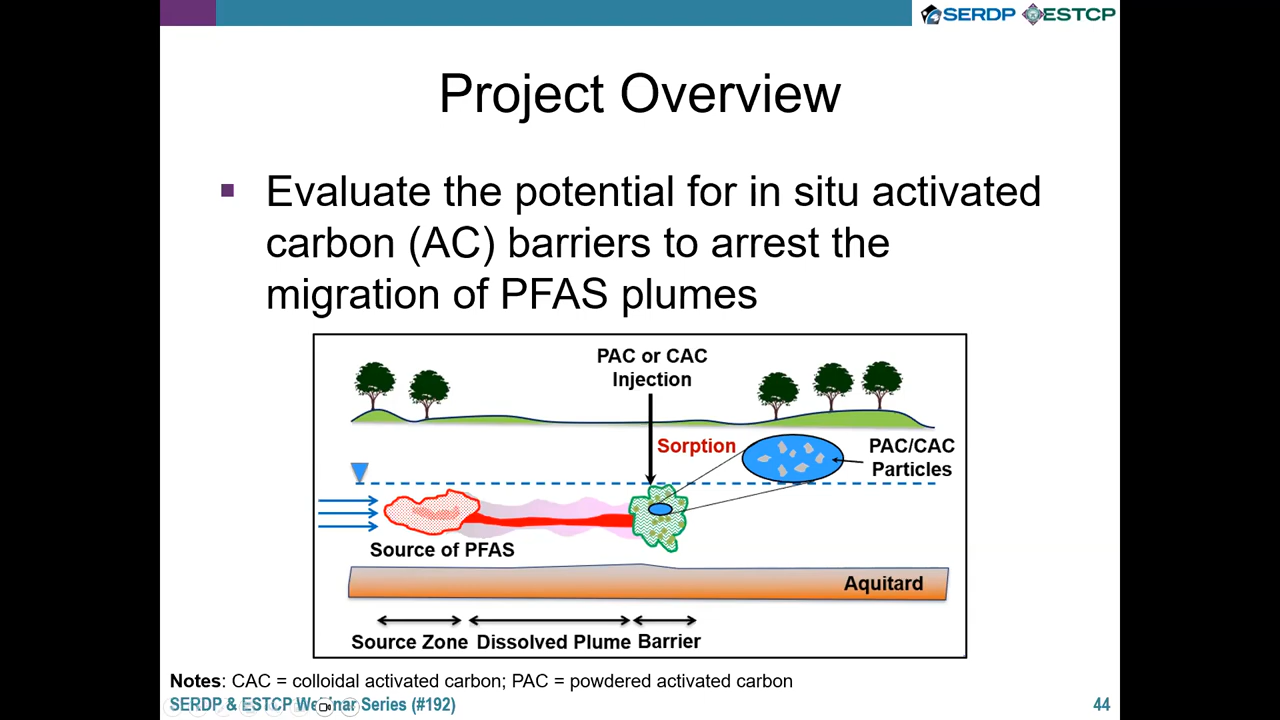 SERDP ESTCP
Project Overview
Evaluate the potential for in situ activated
carbon (AC) barriers to arrest the
migration of PFAS plumes
PAC or CAC
Injection
Sorption
PAC/CAC
Particles
Source of PFAS
Aquitard
Source Zone Dissolved Plume Barrier
Notes: CAC = colloidal activated carbon; PAC = powdered activated carbon
SERDP & ESTCP Webinar Series (#192) 44